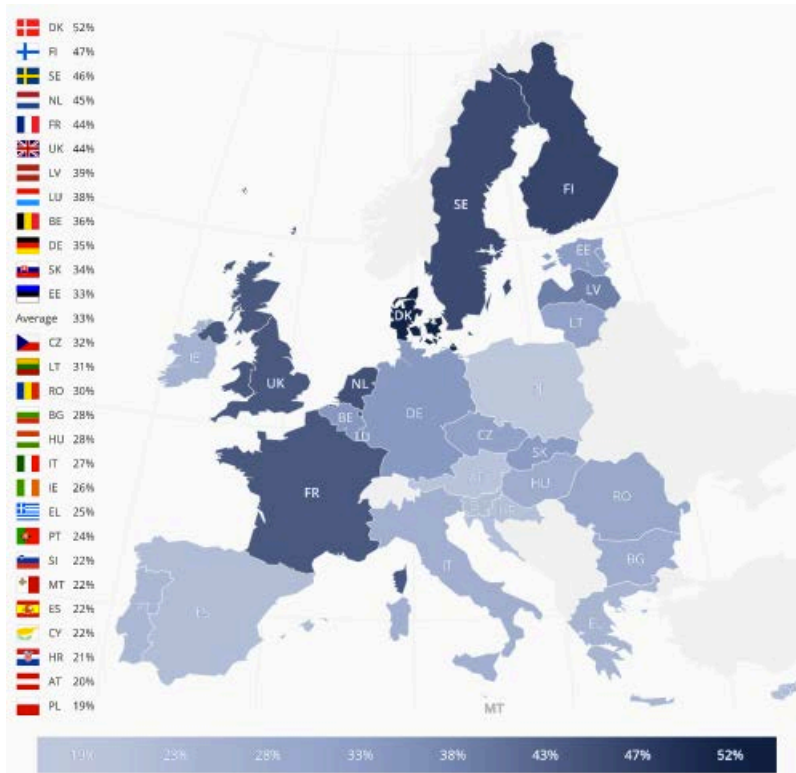 DK 52%
FI 47%
SE 46%
NL 45%
FR 44%
UK 44%
LV 39%
LU 38%
BE 36%
DE 35%
SK 34%
EE 33%
Average 33%
CZ 32%
LT 31%
RO 30%
BG 28%
HU 28%
IT 27%
IE 26%
EL 25%
PT 24%
SI 22%
MT 22%
ES 22%
CY 22%
HR 21%
AT 20%
PL 19%
FI
SE
EE
LV
LT
DK
IE
UK
NL
PL
BE
DE
LU
CZ
SK
FR
AT
HU
RO
SI
HR
IT
BG
ES
EL
MT
19% 23% 28% 33% 38% 43% 47% 52%